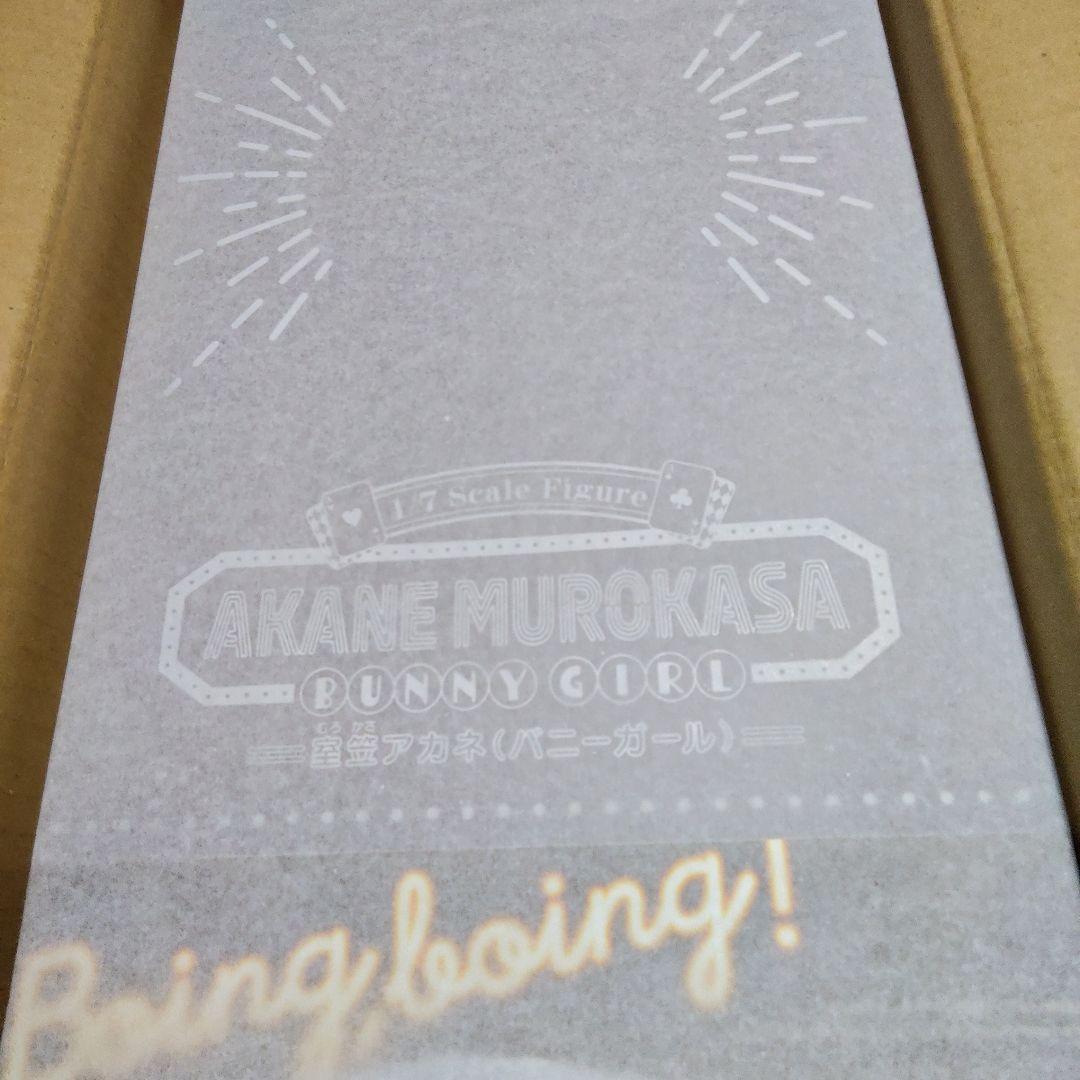 1/7 Scale Figure
AKANE MUROKASA
BUNNY GIRL
むろ かさ
室笠アカネ(バニーガール)
Boing, boing!